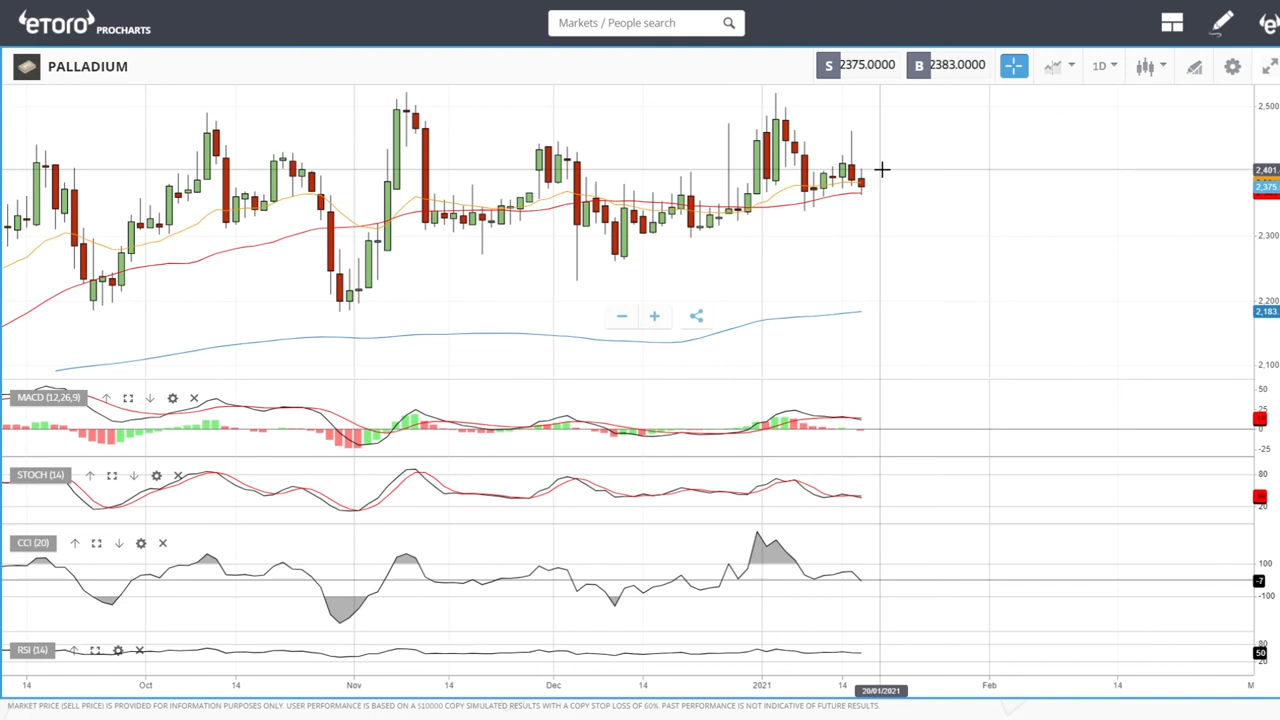 eToro PROCHARTS
Markets / People search
PALLADIUM
S 2375.0000 B 2383.0000
1D
2,500
2,401.
2,375.
2,300
2,200
2,183.
2,100
MACD (12,26,9)
50
25
0
-25
STOCH (14)
80
20
CCI (20)
100
-7
-100
RSI (14)
80
50
20
14 Oct 14 Nov 14 Dec 14 2021 14 Feb 14 M
20/01/2021
MARKET PRICE (SELL PRICE) IS PROVIDED FOR INFORMATION PURPOSES ONLY. USER PERFORMANCE IS BASED ON A $10000 COPY SIMULATED RESULTS WITH A COPY STOP LOSS OF 60%. PAST PERFORMANCE IS NOT INDICATIVE OF FUTURE RESULTS.